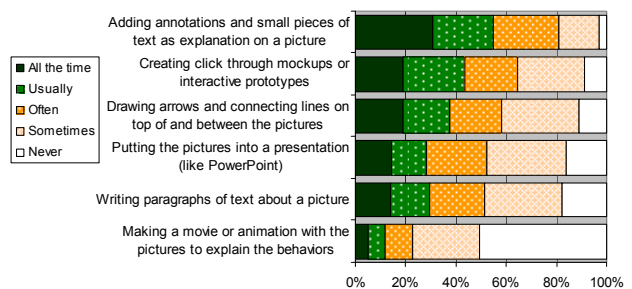 Adding annotations and small pieces of
text as explanation on a picture
Creating click through mockups or
interactive prototypes
Drawing arrows and connecting lines on
top of and between the pictures
Putting the pictures into a presentation
(like PowerPoint)
Writing paragraphs of text about a picture
Making a movie or animation with the
pictures to explain the behaviors
All the time
Usually
Often
Sometimes
Never
0% 20% 40% 60% 80% 100%